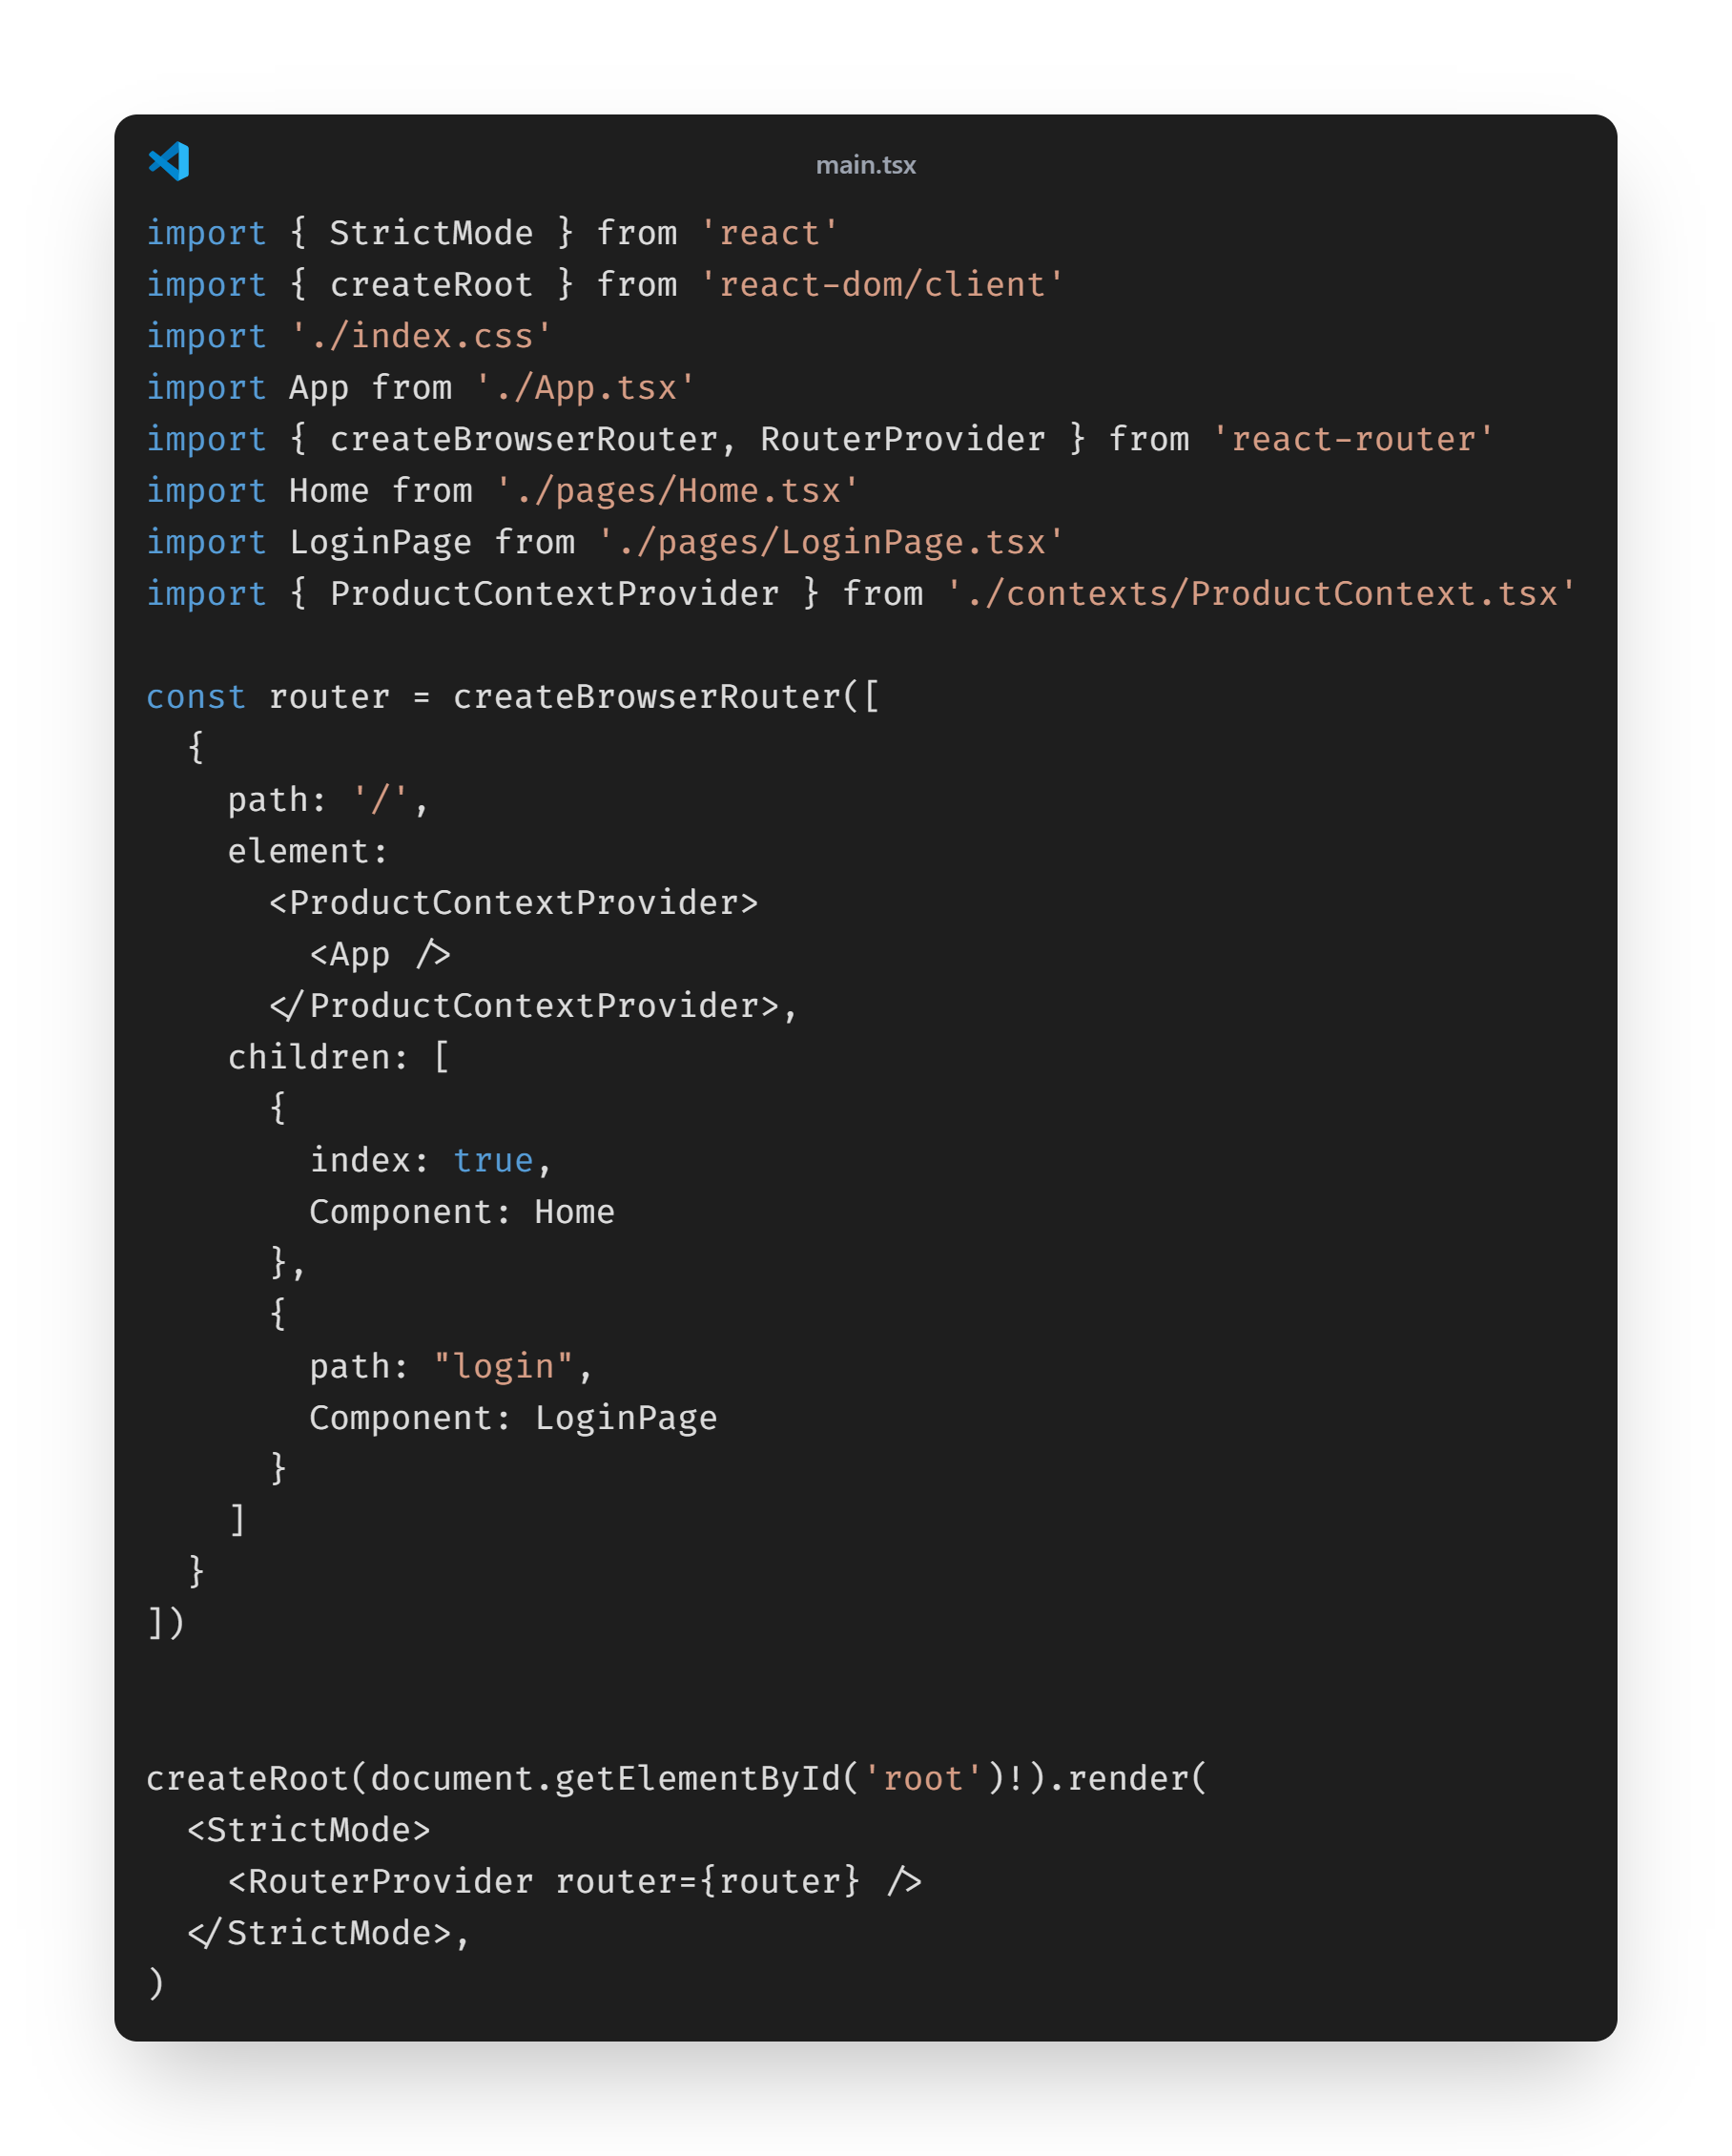 main.tsx
import { StrictMode } from 'react'
import { createRoot } from 'react-dom/client'
import './index.css'
import App from './App.tsx'
import { createBrowserRouter, RouterProvider } from 'react-router'
import Home from './pages/Home.tsx'
import LoginPage from './pages/LoginPage.tsx'
import { ProductContextProvider } from './contexts/ProductContext.tsx'

const router = createBrowserRouter([
  {
    path: '/',
    element:
      <ProductContextProvider>
        <App />
      </ProductContextProvider>,
    children: [
      {
        index: true,
        Component: Home
      },
      {
        path: "login",
        Component: LoginPage
      }
    ]
  }
])


createRoot(document.getElementById('root')!).render(
  <StrictMode>
    <RouterProvider router={router} />
  </StrictMode>,
)